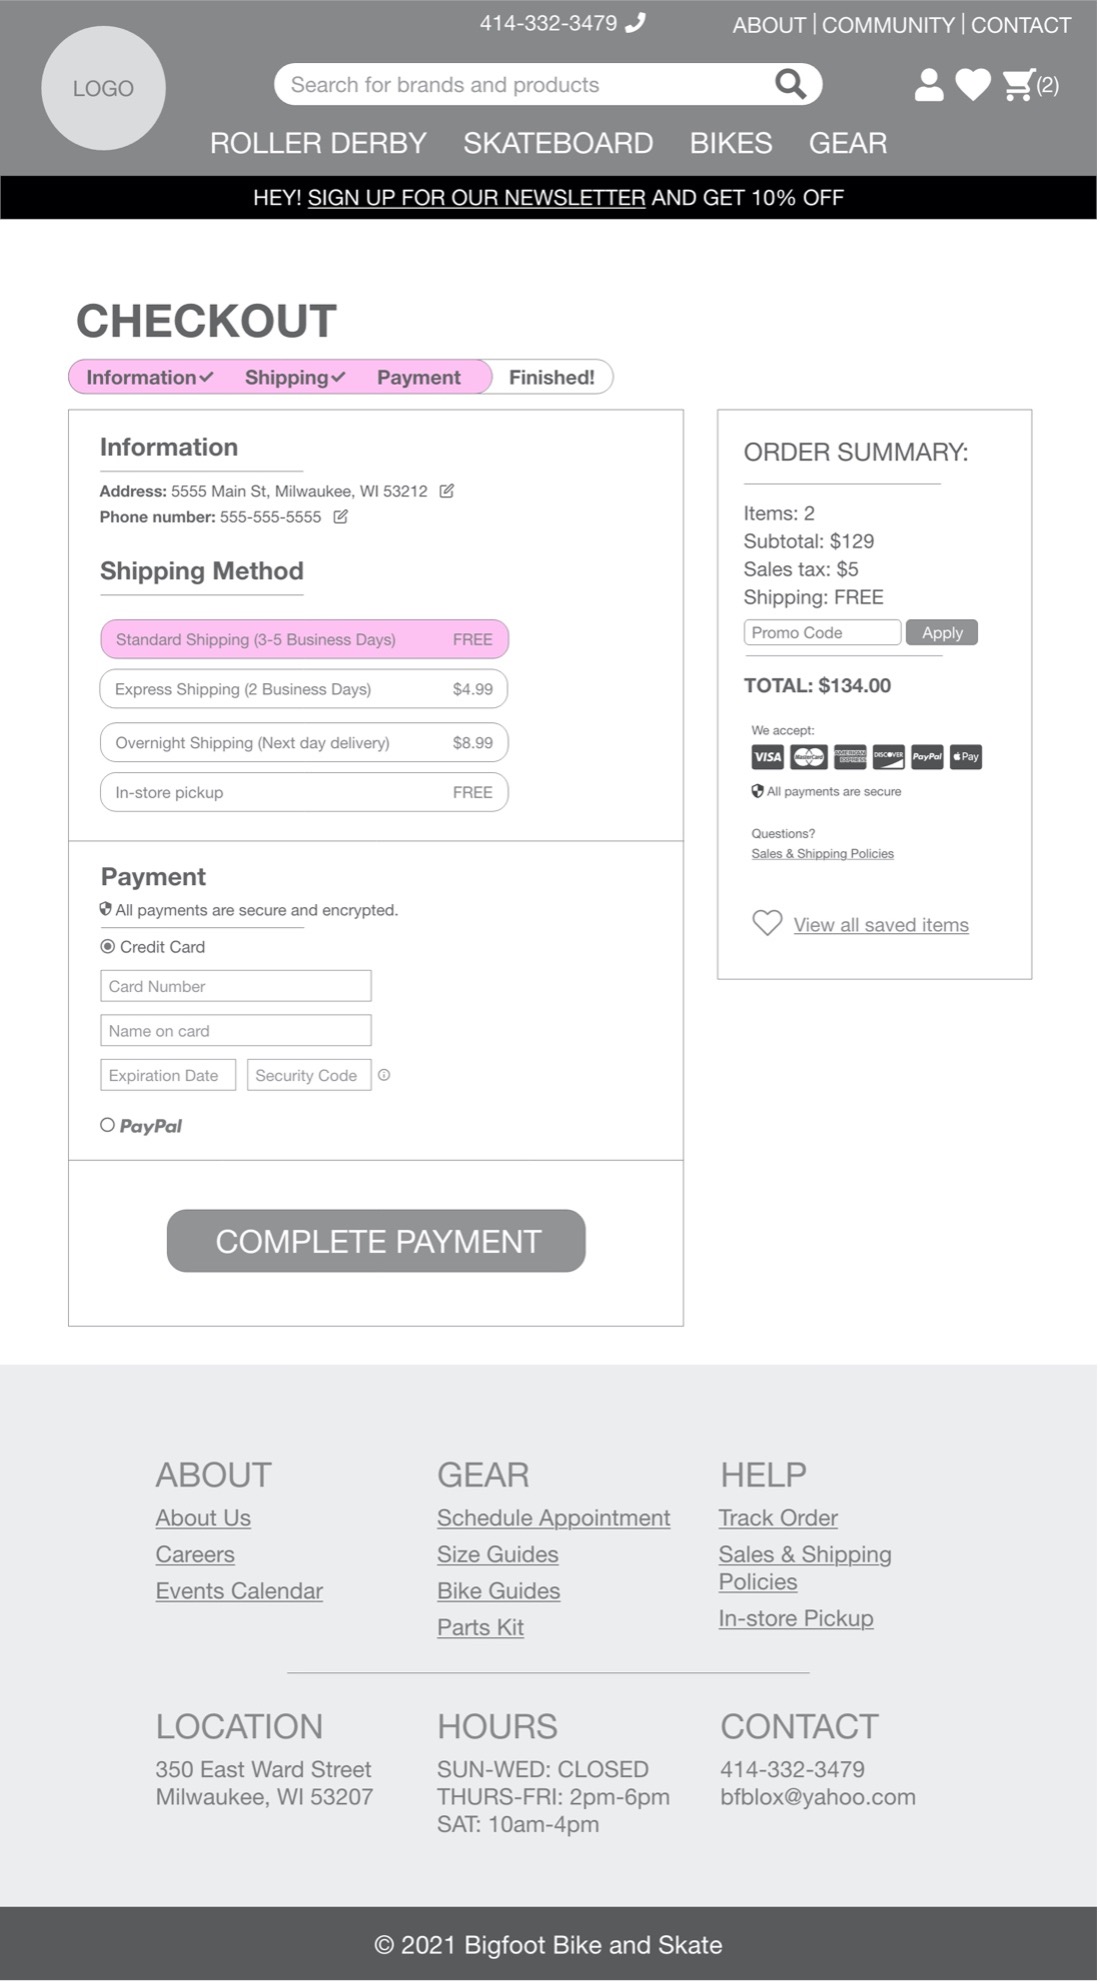 414-332-3479
ABOUT | COMMUNITY | CONTACT
LOGO
Search for brands and products
(2)
ROLLER DERBY SKATEBOARD BIKES GEAR
HEY! SIGN UP FOR OUR NEWSLETTER AND GET 10% OFF
CHECKOUT
Information Shipping Payment Finished!
Information
Address: 5555 Main St, Milwaukee, WI 53212
Phone number: 555-555-5555
Shipping Method
Standard Shipping (3-5 Business Days) FREE
Express Shipping (2 Business Days) $4.99
Overnight Shipping (Next day delivery) $8.99
In-store pickup FREE
Payment
All payments are secure and encrypted.
Credit Card
Card Number
Name on card
Expiration Date Security Code
PayPal
COMPLETE PAYMENT
ORDER SUMMARY:
Items: 2
Subtotal: $129
Sales tax: $5
Shipping: FREE
Promo Code Apply
TOTAL: $134.00
We accept:
VISA MasterCard AMERICAN EXPRESS DISCOVER PayPal Pay
All payments are secure
Questions?
Sales & Shipping Policies
View all saved items
ABOUT
About Us
Careers
Events Calendar
GEAR
Schedule Appointment
Size Guides
Bike Guides
Parts Kit
HELP
Track Order
Sales & Shipping
Policies
In-store Pickup
LOCATION
350 East Ward Street
Milwaukee, WI 53207
HOURS
SUN-WED: CLOSED
THURS-FRI: 2pm-6pm
SAT: 10am-4pm
CONTACT
414-332-3479
bfblox@yahoo.com
© 2021 Bigfoot Bike and Skate